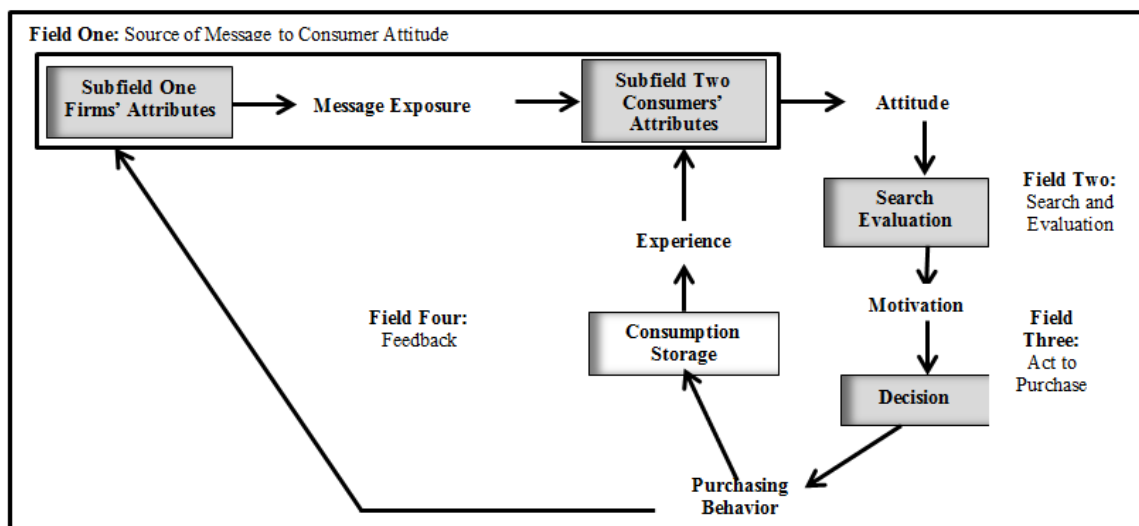 Field One: Source of Message to Consumer Attitude
Subfield One
Firms' Attributes
Message Exposure
Subfield Two
Consumers'
Attributes
Attitude
Search
Evaluation
Field Two:
Search and
Evaluation
Experience
Motivation
Field Four:
Feedback
Consumption
Storage
Field
Three:
Act to
Purchase
Decision
Purchasing
Behavior